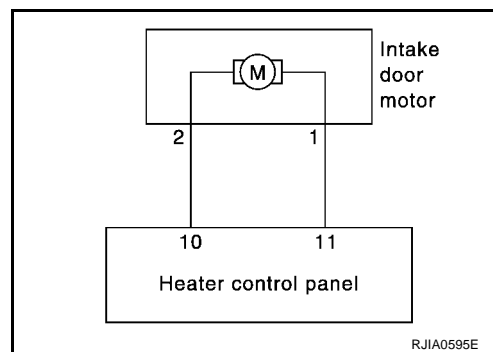 Intake
door
motor
M
2 1
10 11
Heater control panel
RJIA0595E